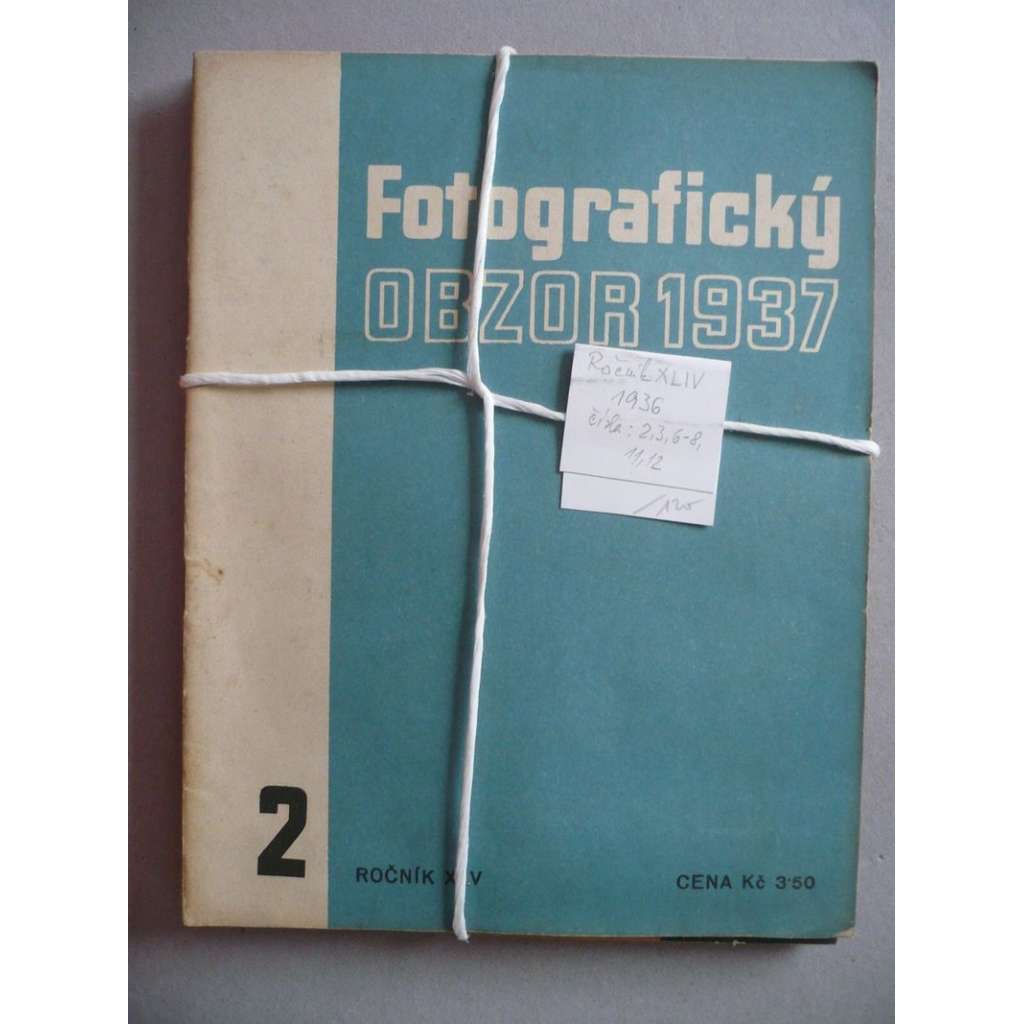 Fotografický
OBZOR 1937
Ročník XLIV
1936
čísla: 2,3,6-8,
11,12
2
ROČNÍK XLV
CENA Kč 3·50